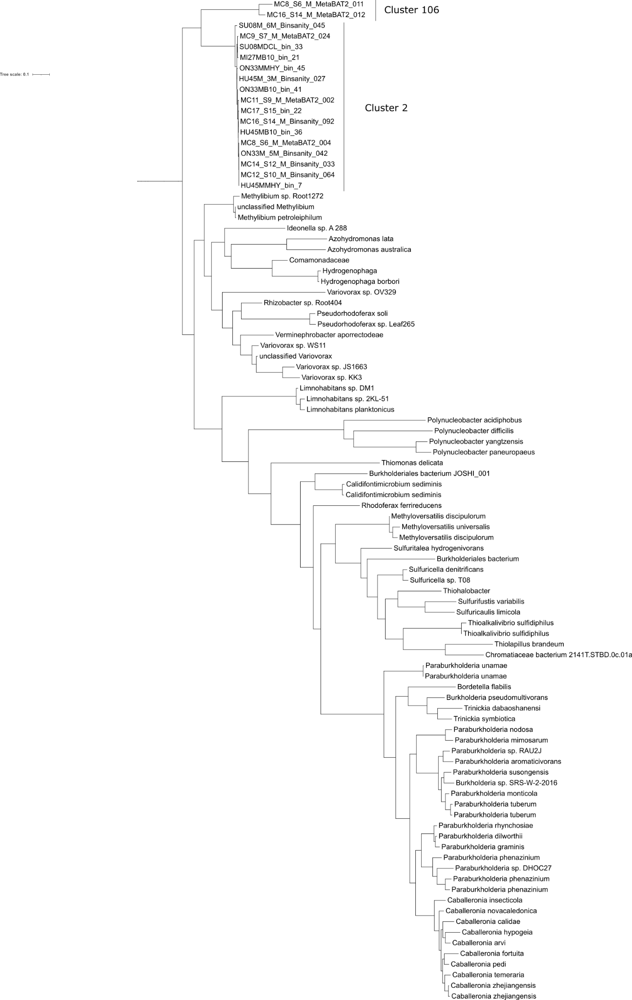 MC8_S6_M_MetaBAT2_011
Cluster 106
MC16_S14_M_MetaBAT2_012
SU08M_6M_Binsanity_045
MC9_S7_M_MetaBAT2_024
SU08MDCL_bin_33
MI27MB10_bin_21
ON33MMHY_bin_45
Tree scale: 0.1
HU45M_3M_Binsanity_027
ON33MB10_bin_41
MC11_S9_M_MetaBAT2_002
Cluster 2
MC17_S15_bin_22
MC16_S14_M_Binsanity_092
HU45MB10_bin_36
MC8_S6_M_MetaBAT2_004
ON33M_5M_Binsanity_042
MC14_S12_M_Binsanity_033
MC12_S10_M_Binsanity_064
HU45MMHY_bin_7
Methylibium sp. Root1272
unclassified Methylibium
Methylibium petroleiphilum
Ideonella sp. A 288
Azohydromonas lata
Azohydromonas australica
Comamonadaceae
Hydrogenophaga
Hydrogenophaga borbori
Variovorax sp. OV329
Rhizobacter sp. Root404
Pseudorhodoferax soli
Pseudorhodoferax sp. Leaf265
Verminephrobacter aporrectodeae
Variovorax sp. WS11
unclassified Variovorax
Variovorax sp. JS1663
Variovorax sp. KK3
Limnohabitans sp. DM1
Limnohabitans sp. 2KL-51
Limnohabitans planktonicus
Polynucleobacter acidiphobus
Polynucleobacter difficilis
Polynucleobacter yangtzensis
Polynucleobacter paneuropaeus
Thiomonas delicata
Burkholderiales bacterium JOSHI_001
Calidifontimicrobium sediminis
Calidifontimicrobium sediminis
Rhodoferax ferrireducens
Methyloversatilis discipulorum
Methyloversatilis universalis
Methyloversatilis discipulorum
Sulfuritalea hydrogenivorans
Burkholderiales bacterium
Sulfuricella denitrificans
Sulfuricella sp. T08
Thiohalobacter
Sulfurifustis variabilis
Sulfuricaulis limicola
Thioalkalivibrio sulfidiphilus
Thioalkalivibrio sulfidiphilus
Thiolapillus brandeum
Chromatiaceae bacterium 2141T.STBD.0c.01a
Paraburkholderia unamae
Paraburkholderia unamae
Bordetella flabilis
Burkholderia pseudomultivorans
Trinickia dabaoshanensi
Trinickia symbiotica
Paraburkholderia nodosa
Paraburkholderia mimosarum
Paraburkholderia sp. RAU2J
Paraburkholderia aromaticivorans
Paraburkholderia susongensis
Burkholderia sp. SRS-W-2-2016
Paraburkholderia monticola
Paraburkholderia tuberum
Paraburkholderia tuberum
Paraburkholderia rhynchosiae
Paraburkholderia dilworthii
Paraburkholderia graminis
Paraburkholderia phenazinium
Paraburkholderia sp. DHOC27
Paraburkholderia phenazinium
Paraburkholderia phenazinium
Caballeronia insecticola
Caballeronia novacaledonica
Caballeronia calidae
Caballeronia hypogeia
Caballeronia arvi
Caballeronia fortuita
Caballeronia pedi
Caballeronia temeraria
Caballeronia zhejiangensis
Caballeronia zhejiangensis